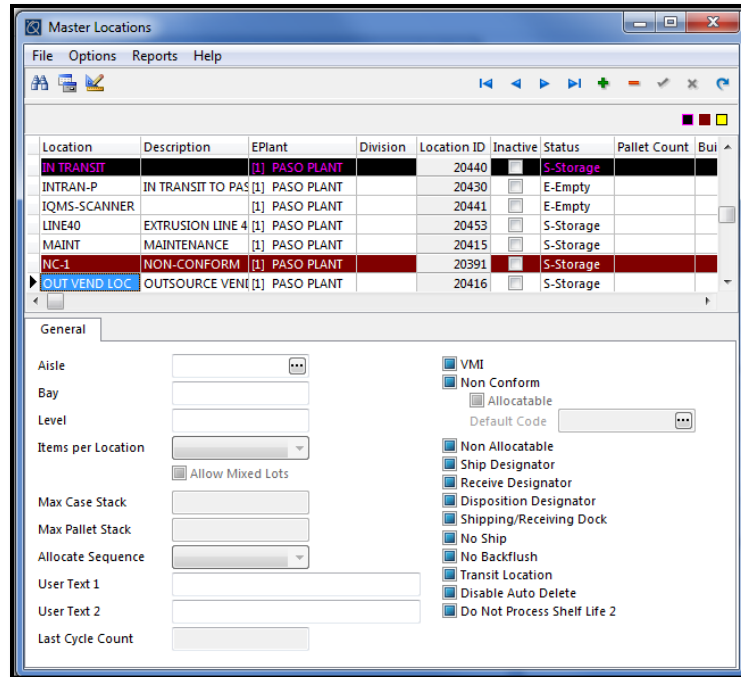 Master Locations
File Options Reports Help
Location Description EPlant Division Location ID Inactive Status Pallet Count Bui
IN TRANSIT [1] PASO PLANT 20440 S-Storage
INTRAN-P IN TRANSIT TO PAS [1] PASO PLANT 20430 E-Empty
IQMS-SCANNER [1] PASO PLANT 20441 E-Empty
LINE40 EXTRUSION LINE 4 [1] PASO PLANT 20453 S-Storage
MAINT MAINTENANCE [1] PASO PLANT 20415 S-Storage
NC-1 NON-CONFORM [1] PASO PLANT 20391 S-Storage
OUT VEND LOC OUTSOURCE VEND [1] PASO PLANT 20416 S-Storage
General
Aisle
Bay
Level
Items per Location
Allow Mixed Lots
Max Case Stack
Max Pallet Stack
Allocate Sequence
User Text 1
User Text 2
Last Cycle Count
VMI
Non Conform
Allocatable
Default Code
Non Allocatable
Ship Designator
Receive Designator
Disposition Designator
Shipping/Receiving Dock
No Ship
No Backflush
Transit Location
Disable Auto Delete
Do Not Process Shelf Life 2